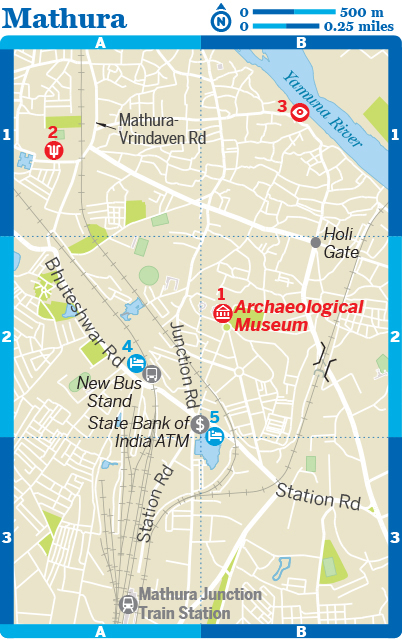 Mathura
N
0 500 m
0 0.25 miles
A B
1 1
2
3
Yamuna River
Mathura-
Vrindaven Rd
Holi
Gate
1
Archaeological
Museum
2 2
Bhuteshwar Rd
Junction Rd
4
New Bus
Stand
State Bank of
India ATM
$
5
Station Rd
Station Rd
3 3
Mathura Junction
Train Station
A B